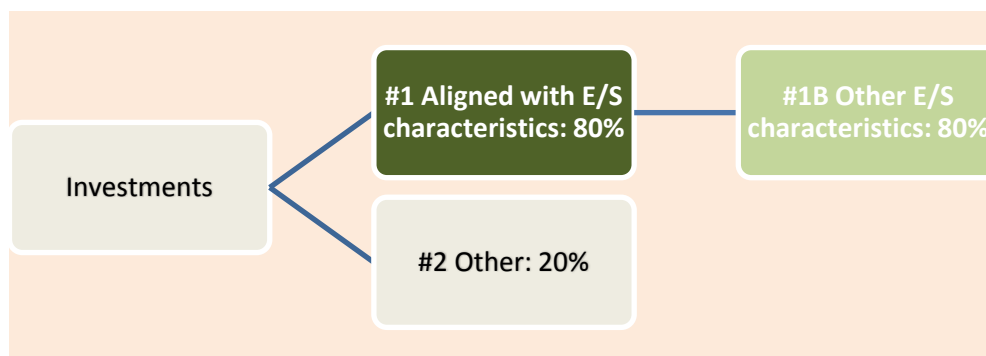 #1 Aligned with E/S
characteristics: 80%
#1B Other E/S
characteristics: 80%
Investments
#2 Other: 20%